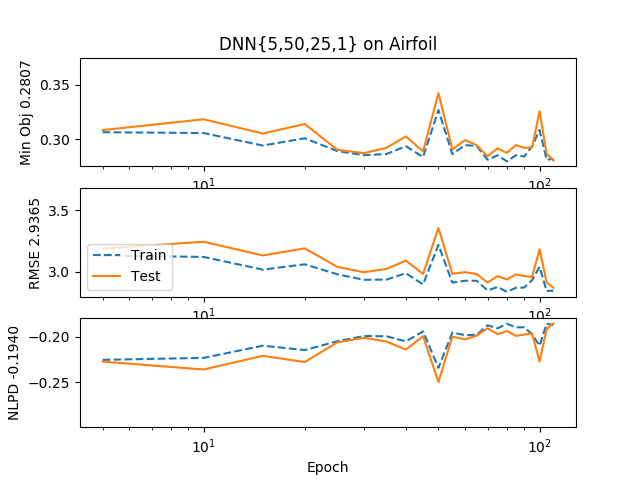 DNN{5,50,25,1} on Airfoil
Min Obj 0.2807
0.35
0.30
10¹
10²
RMSE 2.9365
3.5
3.0
Train
Test
10¹
10²
NLPD -0.1940
−0.20
−0.25
10¹
10²
Epoch